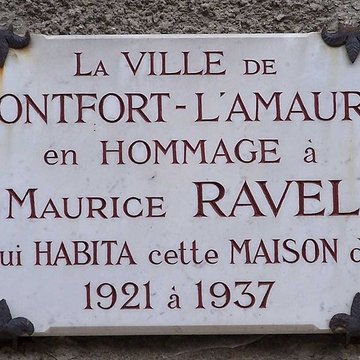 LA VILLE DE
ONTFORT-L'AMAUR
en HOMMAGE à
MAURICE RAVEL
ui HABITA cette MAISON d
1921 à 1937